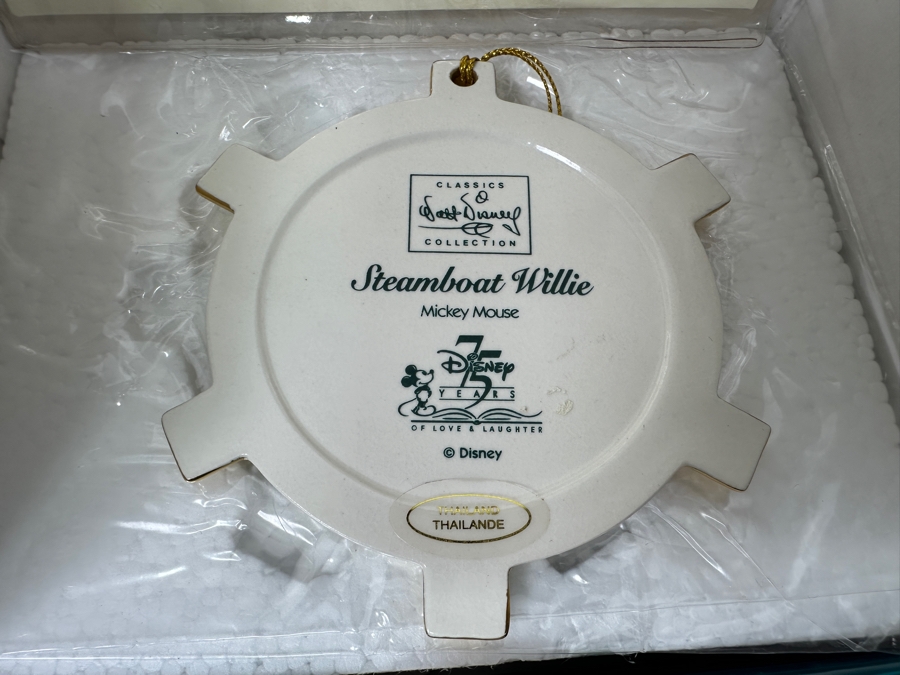 CLASSICS
Walt Disney
COLLECTION
Steamboat Willie
Mickey Mouse
75
Disney
YEARS
OF LOVE & LAUGHTER
© Disney
THAILAND
THAILANDE